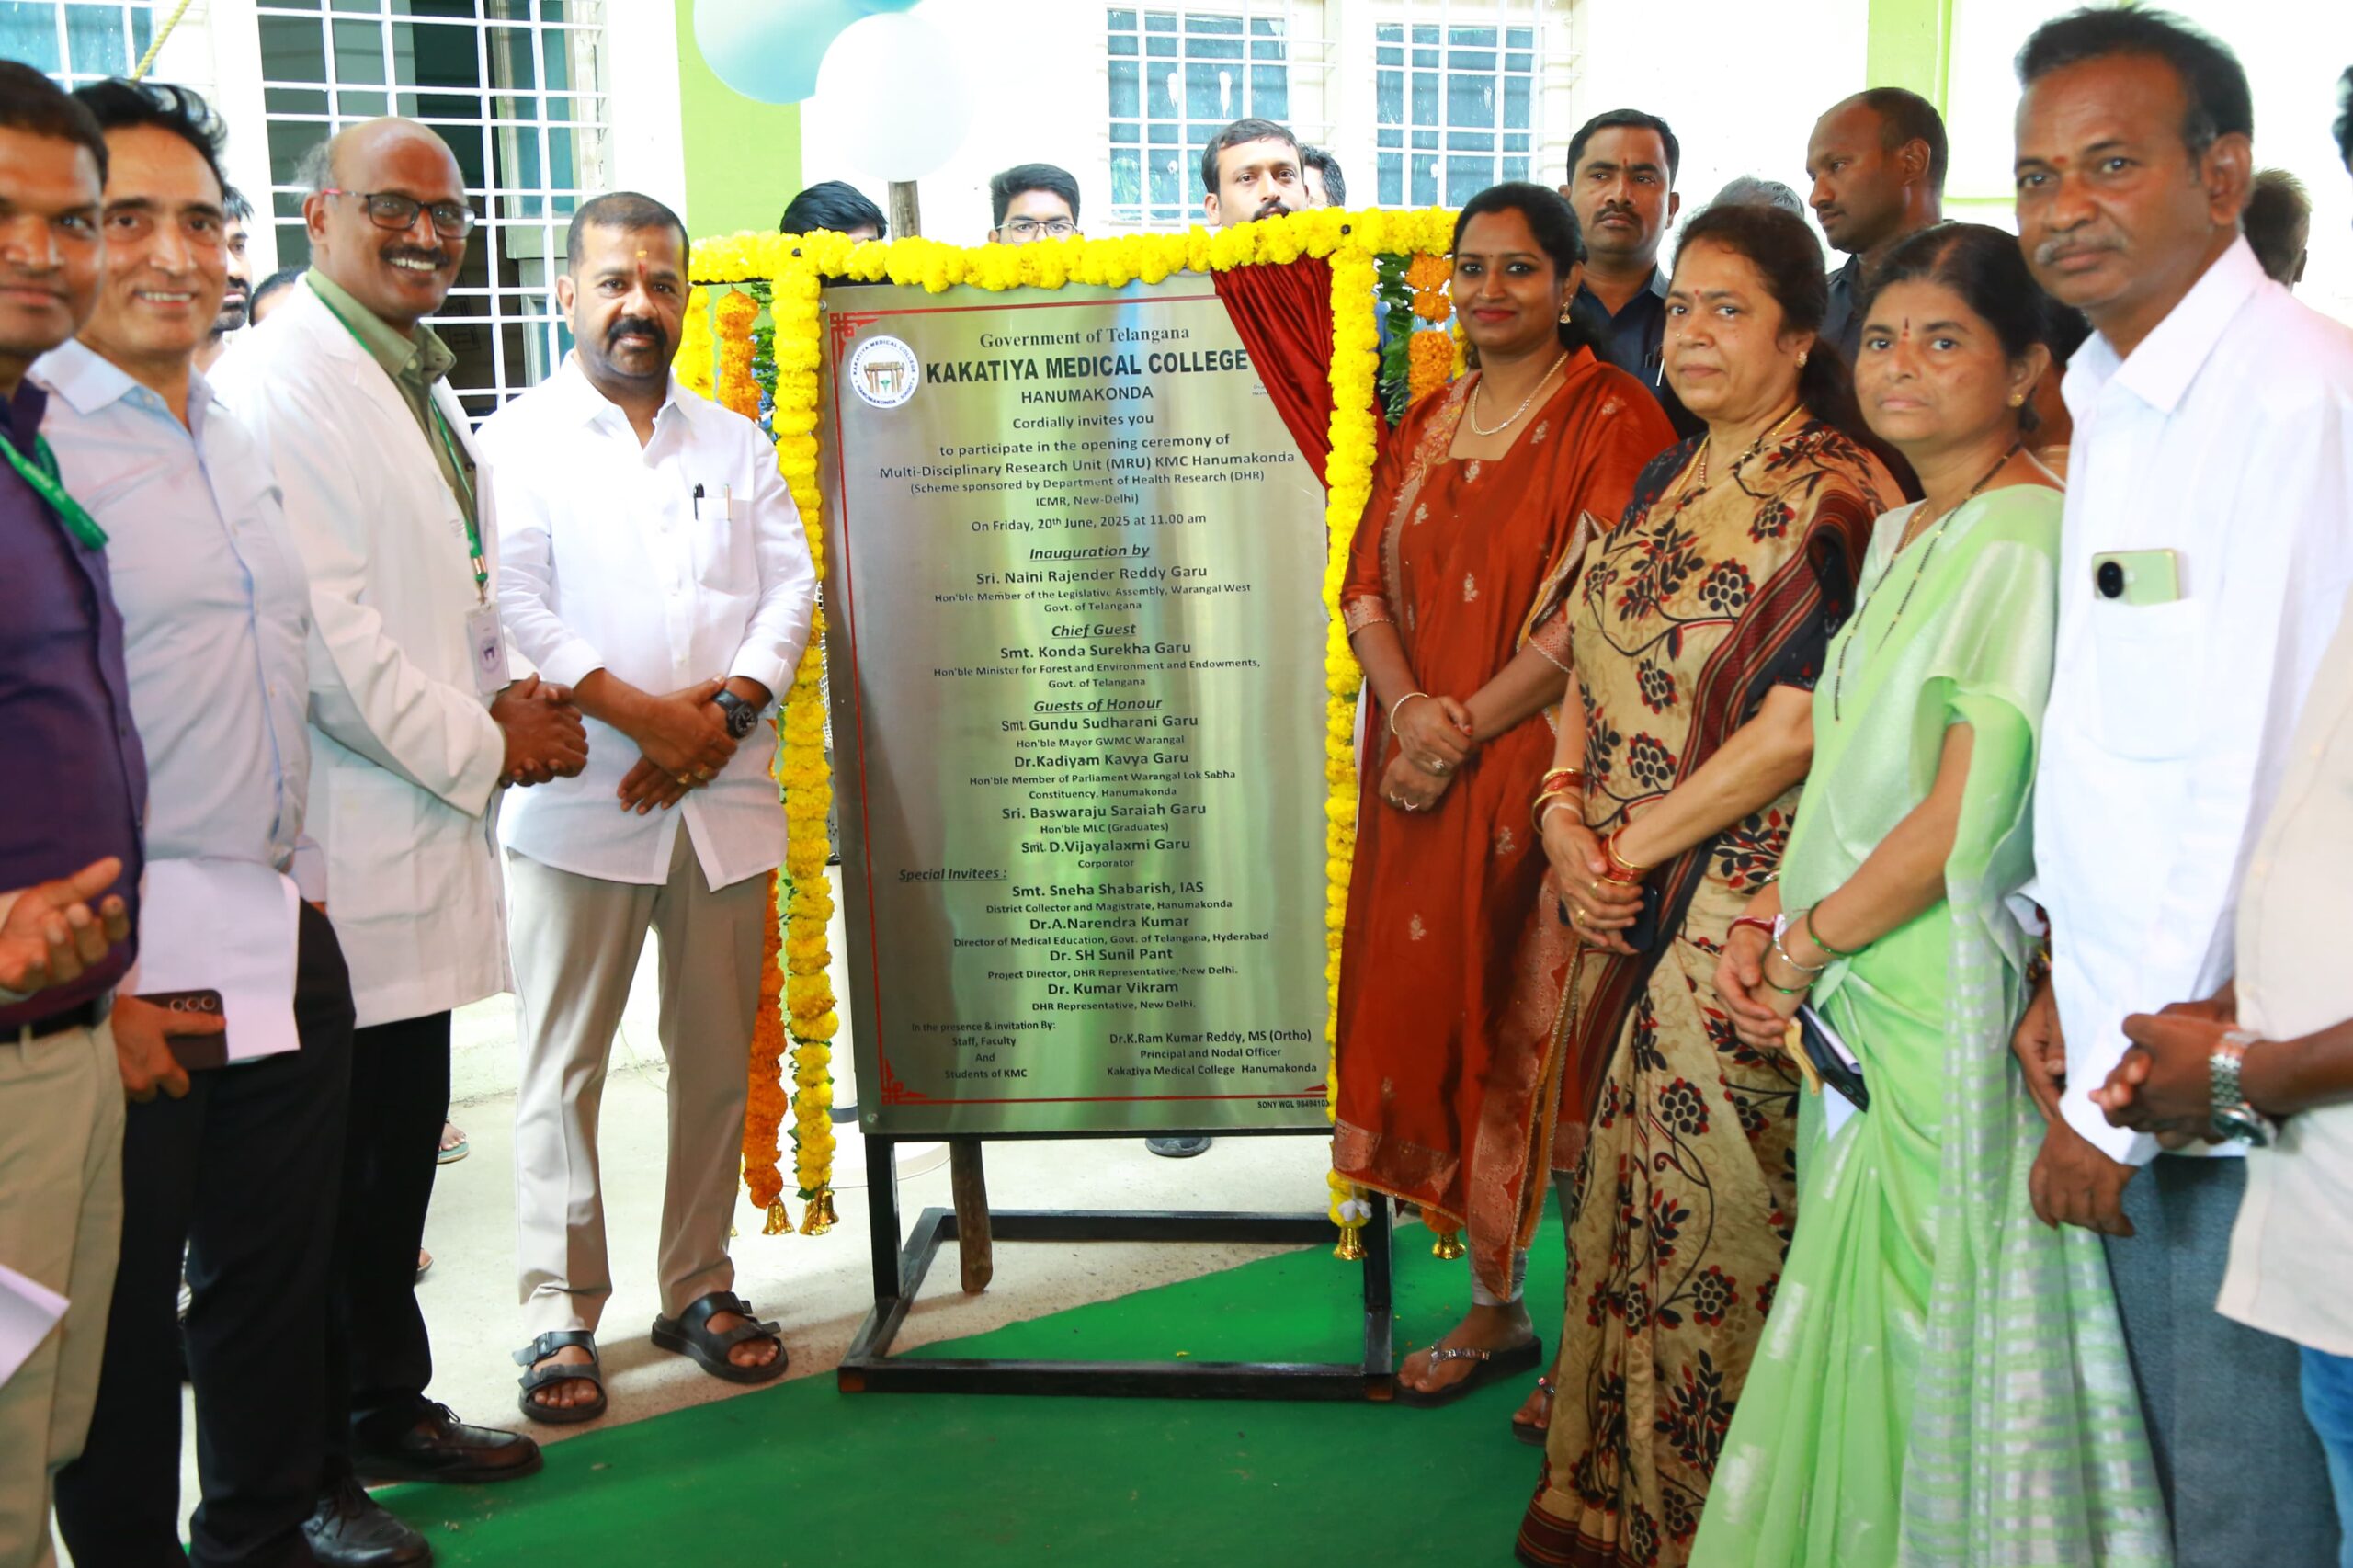 Government of Telangana
KAKATIYA MEDICAL COLLEGE
HANUMAKONDA
Cordially invites you
to participate in the opening ceremony of
Multi-Disciplinary Research Unit (MRU) KMC Hanumakonda
(Scheme sponsored by Department of Health Research (DHR)
ICMR, New-Delhi)
On Friday, 20th June, 2025 at 11.00 am
Inauguration by
Sri. Naini Rajender Reddy Garu
Hon'ble Member of the Legislative Assembly, Warangal West
Govt. of Telangana
Chief Guest
Smt. Konda Surekha Garu
Hon'ble Minister for Forest and Environment and Endowments,
Govt. of Telangana
Guests of Honour
Smt. Gundu Sudharani Garu
Hon'ble Mayor GWMC Warangal
Dr.Kadiyam Kavya Garu
Hon'ble Member of Parliament Warangal Lok Sabha
Constituency, Hanumakonda
Sri. Baswaraju Saraiah Garu
Hon'ble MLC (Graduates)
Smt. D.Vijayalaxmi Garu
Corporator
Special Invitees :
Smt. Sneha Shabarish, IAS
District Collector and Magistrate, Hanumakonda
Dr.A.Narendra Kumar
Director of Medical Education, Govt. of Telangana, Hyderabad
Dr. SH Sunil Pant
Project Director, DHR Representative, New Delhi.
Dr. Kumar Vikram
DHR Representative, New Delhi.
In the presence & invitation By:
Staff, Faculty
And
Students of KMC
Dr.K.Ram Kumar Reddy, MS (Ortho)
Principal and Nodal Officer
Kakatiya Medical College Hanumakonda
SONY WGL
KAKATIYA MEDICAL COLLEGE
HANUMAKONDA